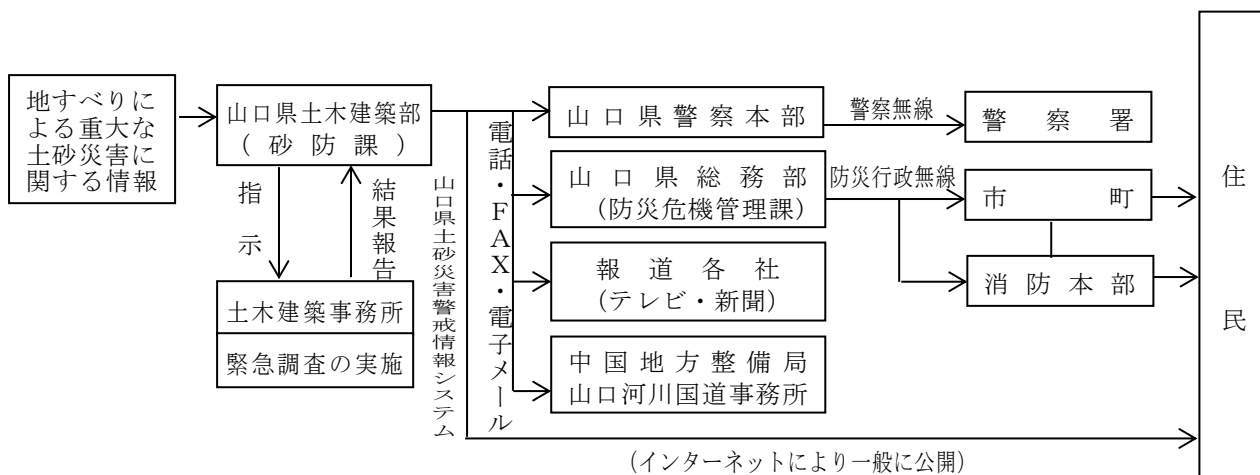 地すべりに
よる重大な
土砂災害に
関する情報
山口県土木建築部
(砂防課)
指示
結果報告
土木建築事務所
緊急調査の実施
山口県土砂災害警戒情報システム
電話・FAX・電子メール
山口県警察本部
警察無線
警察署
山口県総務部
(防災危機管理課)
防災行政無線
市町
消防本部
報道各社
(テレビ・新聞)
中国地方整備局
山口河川国道事務所
(インターネットにより一般に公開)
住民